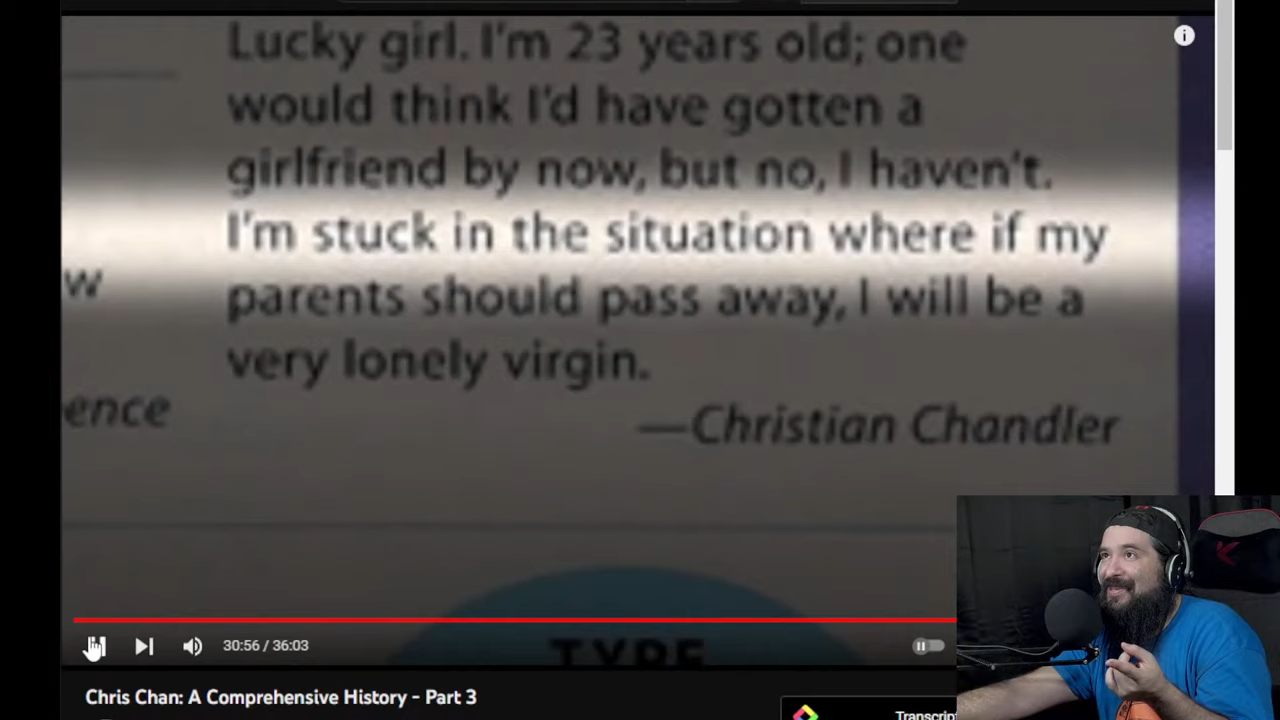 Lucky girl. I'm 23 years old; one
would think I'd have gotten a
girlfriend by now, but no, I haven't.
I'm stuck in the situation where if my
w
parents should pass away, I will be a
very lonely virgin.
ence
—Christian Chandler
TYPE
30:56 / 36:03
Chris Chan: A Comprehensive History - Part 3
Transcript